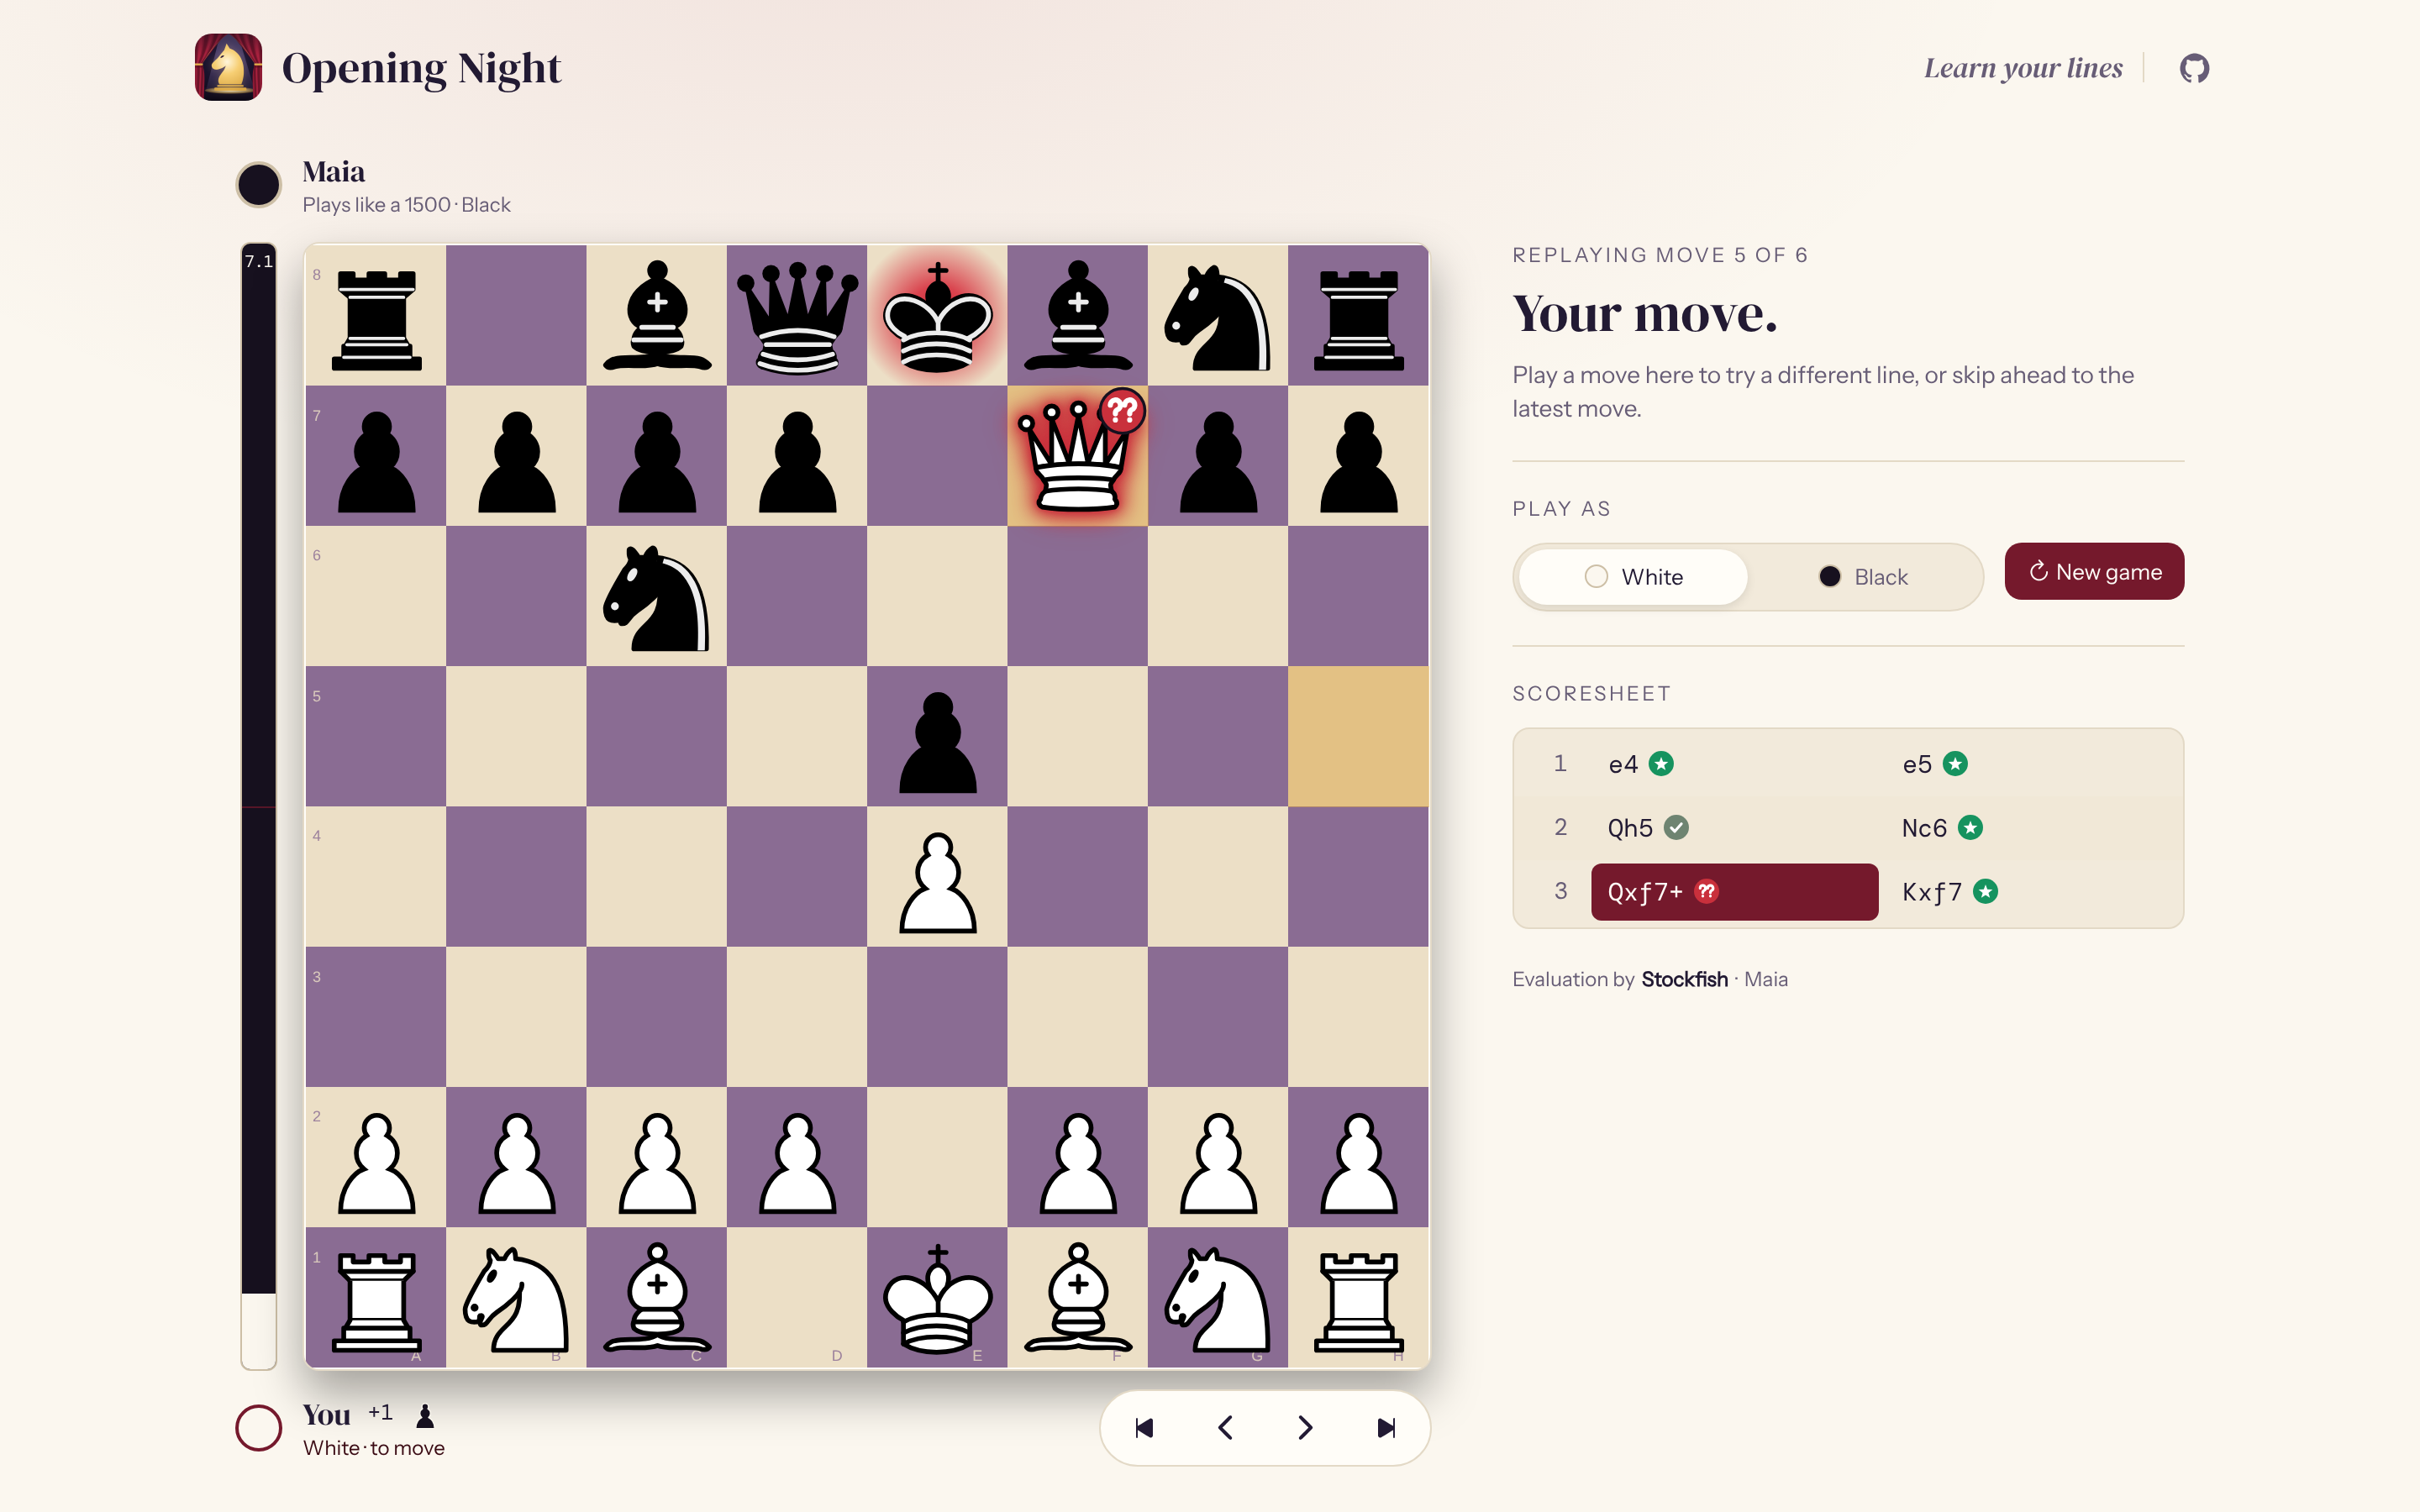 Opening Night
Learn your lines
Maia
Plays like a 1500 · Black
7.1
8
7
6
5
4
3
2
1
A
B
C
D
E
F
G
H
??
You +1
White · to move
REPLAYING MOVE 5 OF 6
Your move.
Play a move here to try a different line, or skip ahead to the
latest move.
PLAY AS
White
Black
New game
SCORESHEET
1 e4 e5
2 Qh5 Nc6
3 Qxf7+ ?? Kxf7
Evaluation by Stockfish · Maia